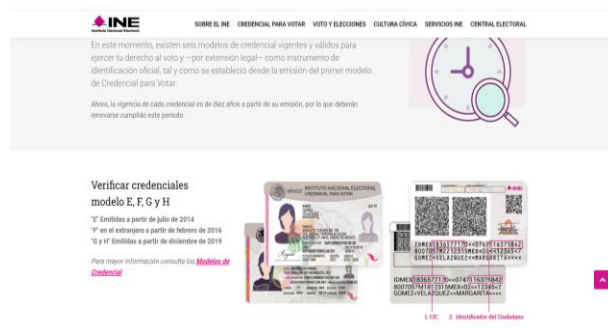 INE
Instituto Nacional Electoral
SOBRE EL INE CREDENCIAL PARA VOTAR VOTO Y ELECCIONES CULTURA CÍVICA SERVICIOS INE CENTRAL ELECTORAL
En este momento, existen seis modelos de credencial vigentes y válidos para
ejercer tu derecho al voto y —por extensión legal— como instrumento de
identificación oficial, tal y como se estableció desde la emisión del primer modelo
de Credencial para Votar.
Ahora, la vigencia de cada credencial es de diez años a partir de su emisión, por lo que deberán
renovarse cumplido este periodo.
Verificar credenciales
modelo E, F, G y H
"E" Emitidas a partir de julio de 2014
"F" en el extranjero a partir de febrero de 2016
"G y H" Emitidas a partir de diciembre de 2019
Para mayor información consulta los Modelos de
Credencial
MÉXICO INSTITUTO NACIONAL ELECTORAL
CREDENCIAL PARA VOTAR
INE
GOMEZ<VELAZQUEZ<<MARGARITA<<<<
1. CIC 2. Identificador del Ciudadano